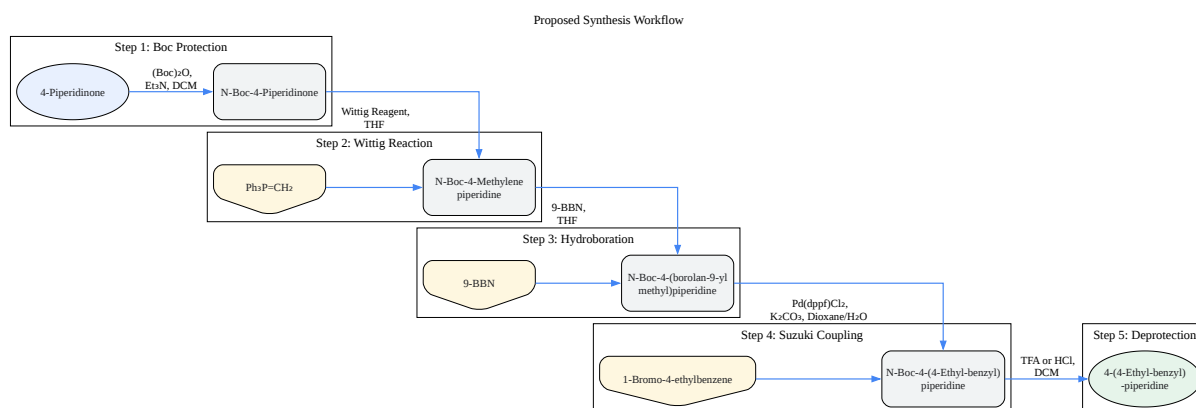 Proposed Synthesis Workflow
Step 1: Boc Protection
4-Piperidinone
(Boc)₂O,
Et₃N, DCM
N-Boc-4-Piperidinone
Wittig Reagent,
THF
Step 2: Wittig Reaction
Ph₃P=CH₂
N-Boc-4-Methylene
piperidine
9-BBN,
THF
Step 3: Hydroboration
9-BBN
N-Boc-4-(borolan-9-yl
methyl)piperidine
Pd(dppf)Cl₂,
K₂CO₃, Dioxane/H₂O
Step 4: Suzuki Coupling
1-Bromo-4-ethylbenzene
N-Boc-4-(4-Ethyl-benzyl)
piperidine
TFA or HCl,
DCM
Step 5: Deprotection
4-(4-Ethyl-benzyl)
-piperidine